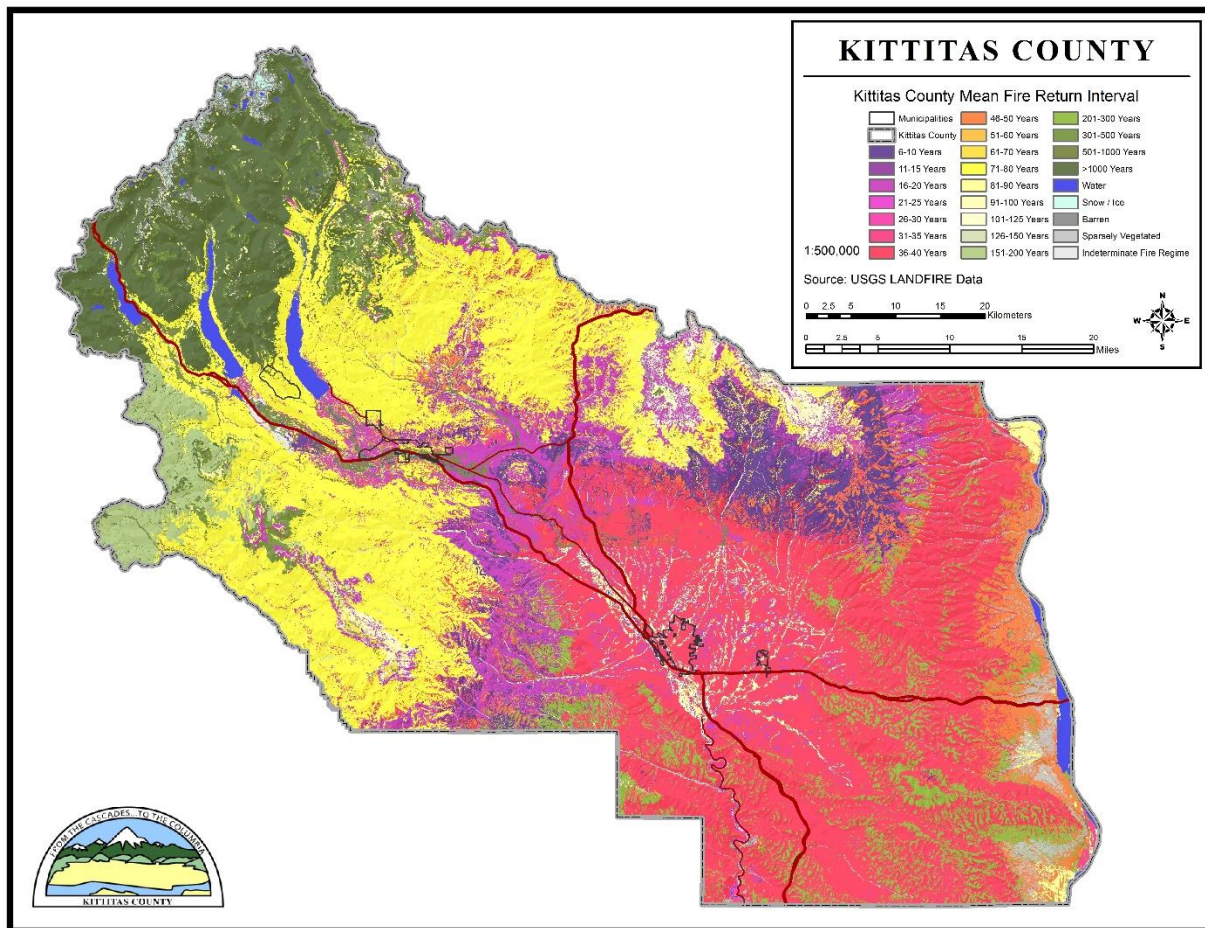 KITTITAS COUNTY
Kittitas County Mean Fire Return Interval
Municipalities
Kittitas County
6-10 Years
11-15 Years
16-20 Years
21-25 Years
26-30 Years
31-35 Years
36-40 Years
46-50 Years
51-60 Years
61-70 Years
71-80 Years
81-90 Years
91-100 Years
101-125 Years
126-150 Years
151-200 Years
201-300 Years
301-500 Years
501-1000 Years
>1000 Years
Water
Snow / Ice
Barren
Sparsely Vegetated
Indeterminate Fire Regime
1:500,000
Source: USGS LANDFIRE Data
0 2.5 5 10 15 20
Kilometers
0 2.5 5 10 15 20
Miles
N
W E
S
FROM THE CASCADES...TO THE COLUMBIA
KITTITAS COUNTY